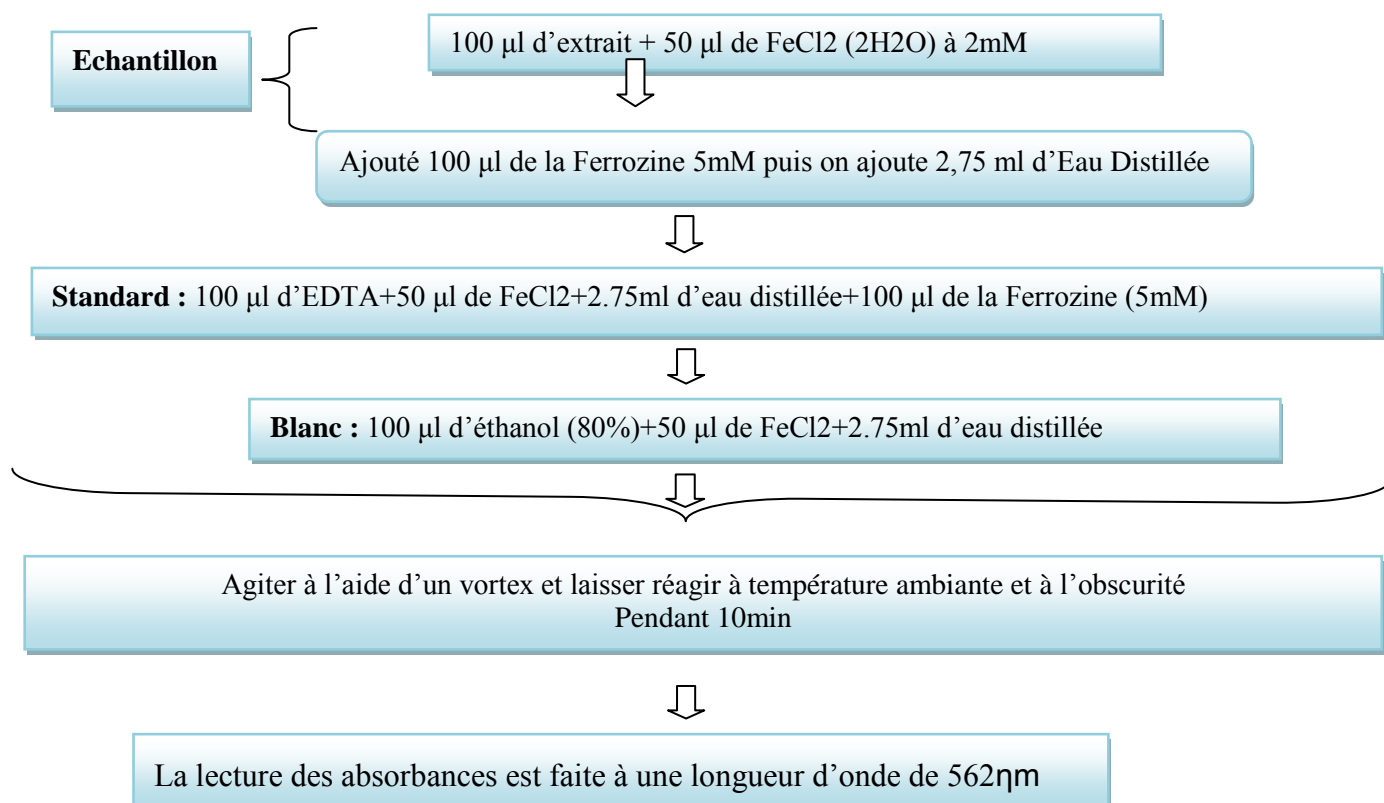 Echantillon
100 μl d’extrait + 50 μl de FeCl2 (2H2O) à 2mM
Ajouté 100 μl de la Ferrozine 5mM puis on ajoute 2,75 ml d’Eau Distillée
Standard : 100 μl d’EDTA+50 μl de FeCl2+2.75ml d’eau distillée+100 μl de la Ferrozine (5mM)
Blanc : 100 μl d’éthanol (80%)+50 μl de FeCl2+2.75ml d’eau distillée
Agiter à l’aide d’un vortex et laisser réagir à température ambiante et à l’obscurité
Pendant 10min
La lecture des absorbances est faite à une longueur d’onde de 562ηm